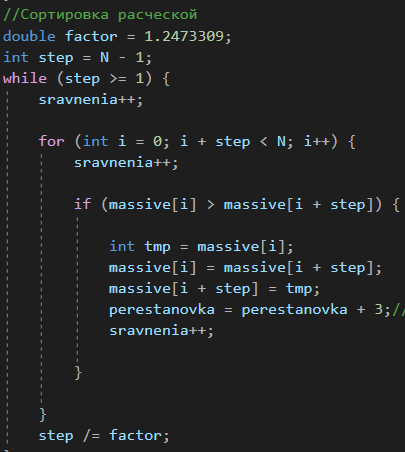 //Сортировка расческой
double factor = 1.2473309;
int step = N - 1;
while (step >= 1) {
sravnenia++;
for (int i = 0; i + step < N; i++) {
sravnenia++;
if (massive[i] > massive[i + step]) {
int tmp = massive[i];
massive[i] = massive[i + step];
massive[i + step] = tmp;
perestanovka = perestanovka + 3;//
sravnenia++;
}
}
step /= factor;